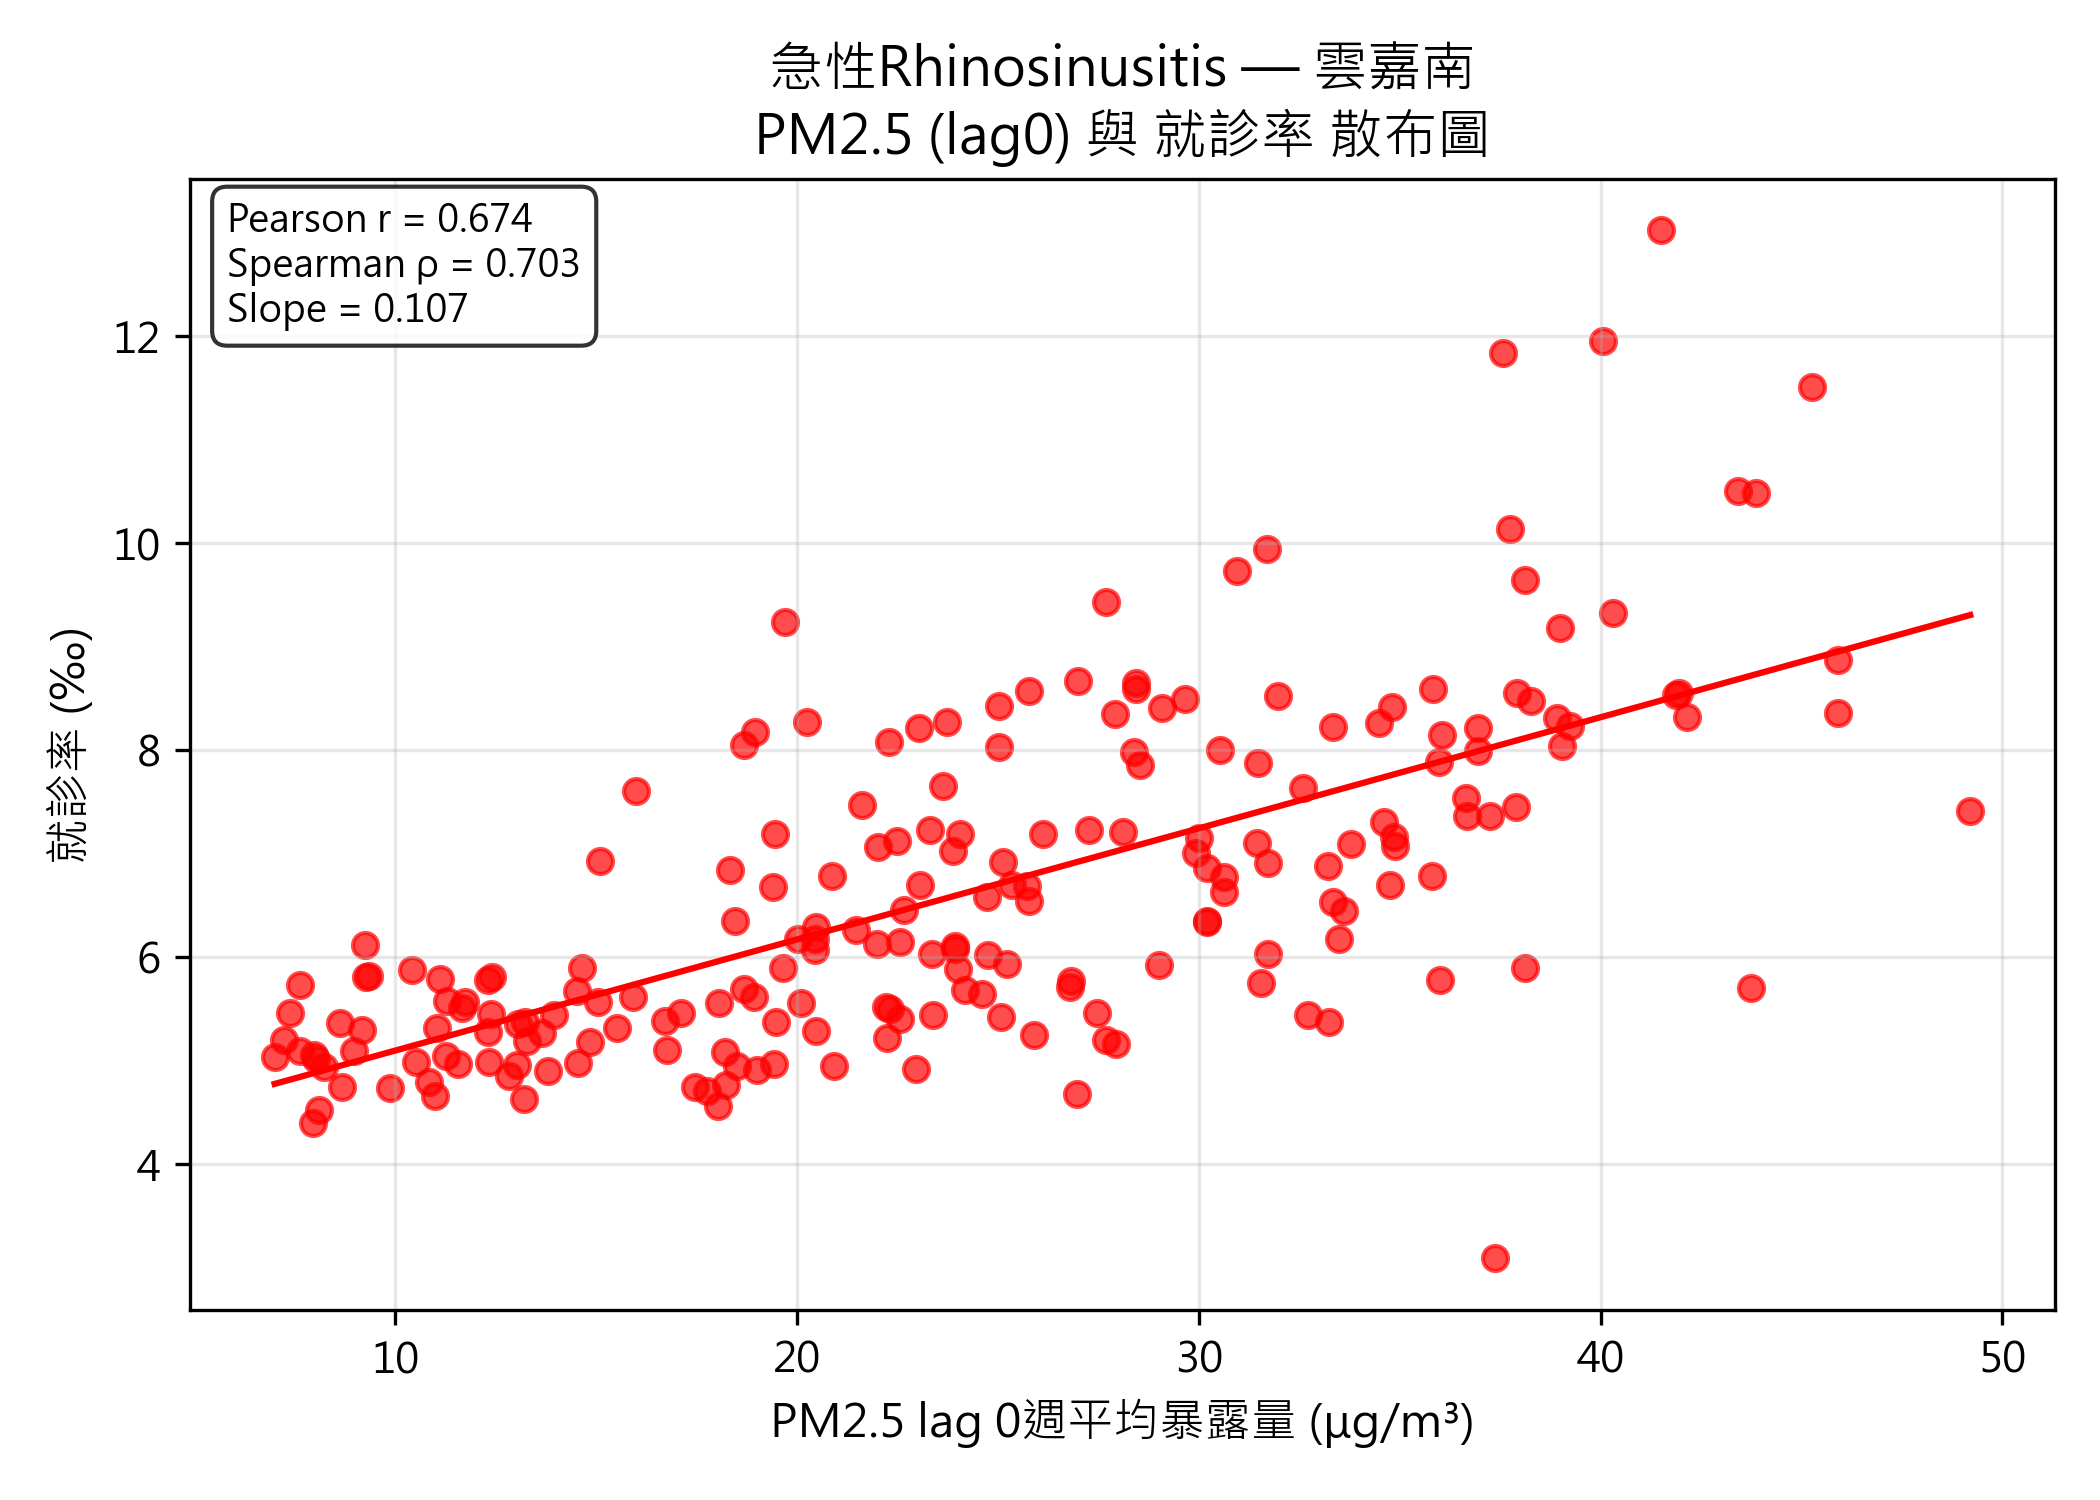 急性Rhinosinusitis — 雲嘉南
PM2.5 (lag0) 與 就診率 散布圖
Pearson r = 0.674
Spearman ρ = 0.703
Slope = 0.107
12
10
8
6
4
就診率 (‰)
10 20 30 40 50
PM2.5 lag 0週平均暴露量 (μg/m³)